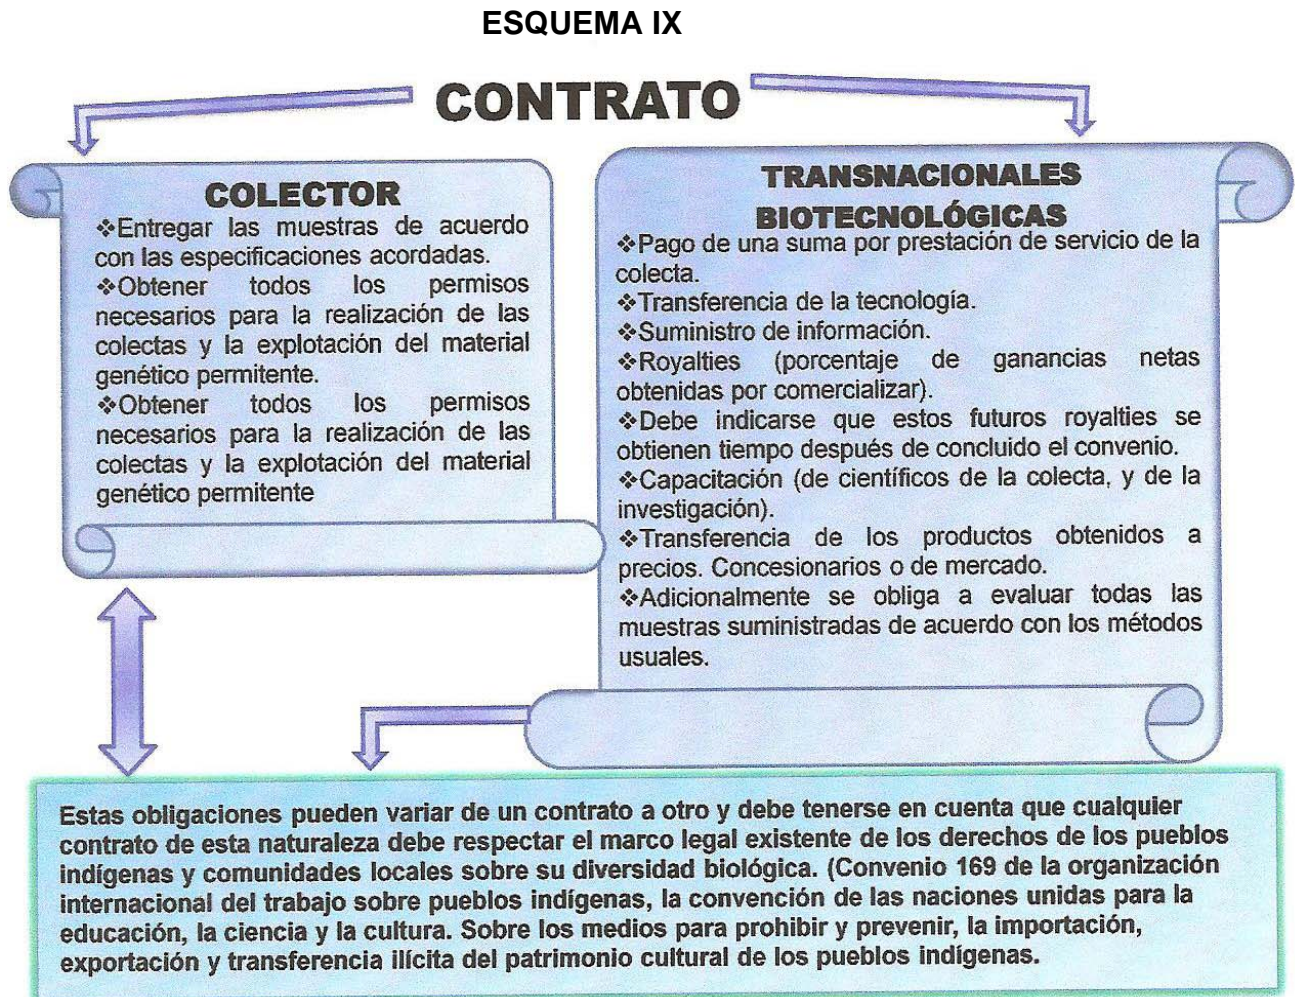 ESQUEMA IX
CONTRATO
COLECTOR
❖Entregar las muestras de acuerdo
con las especificaciones acordadas.
❖Obtener todos los permisos
necesarios para la realización de las
colectas y la explotación del material
genético permitente.
❖Obtener todos los permisos
necesarios para la realización de las
colectas y la explotación del material
genético permitente
TRANSNACIONALES
BIOTECNOLÓGICAS
❖Pago de una suma por prestación de servicio de la
colecta.
❖Transferencia de la tecnología.
❖Suministro de información.
❖Royalties (porcentaje de ganancias netas
obtenidas por comercializar).
❖Debe indicarse que estos futuros royalties se
obtienen tiempo después de concluido el convenio.
❖Capacitación (de científicos de la colecta, y de la
investigación).
❖Transferencia de los productos obtenidos a
precios. Concesionarios o de mercado.
❖Adicionalmente se obliga a evaluar todas las
muestras suministradas de acuerdo con los métodos
usuales.
Estas obligaciones pueden variar de un contrato a otro y debe tenerse en cuenta que cualquier
contrato de esta naturaleza debe respectar el marco legal existente de los derechos de los pueblos
indígenas y comunidades locales sobre su diversidad biológica. (Convenio 169 de la organización
internacional del trabajo sobre pueblos indígenas, la convención de las naciones unidas para la
educación, la ciencia y la cultura. Sobre los medios para prohibir y prevenir, la importación,
exportación y transferencia ilícita del patrimonio cultural de los pueblos indígenas.